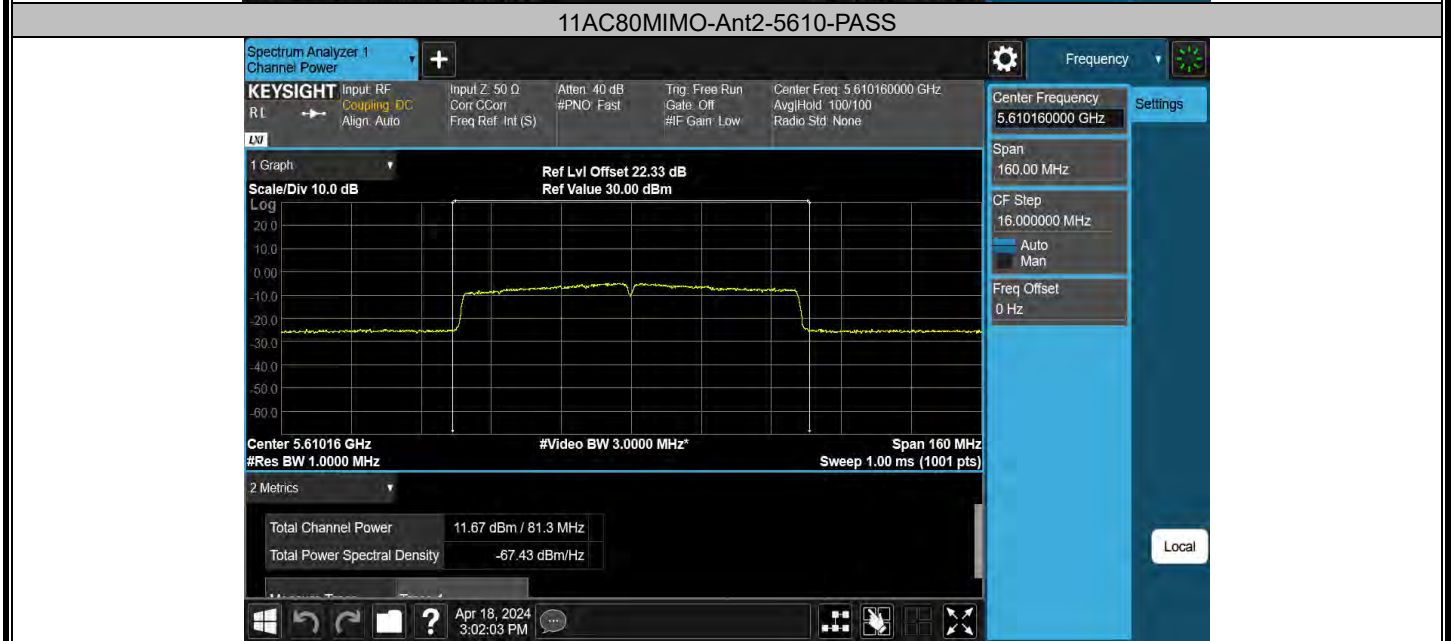 11AC80MIMO-Ant2-5610-PASS
Spectrum Analyzer 1
Channel Power
+
Frequency
KEYSIGHT
RL
LXI
Input: RF
Coupling: DC
Align: Auto
Input Z: 50 Ω
Corr CCorr
Freq Ref: Int (S)
Atten: 40 dB
#PNO: Fast
Trig: Free Run
Gate: Off
#IF Gain: Low
Center Freq: 5.610160000 GHz
Avg|Hold: 100/100
Radio Std: None
Center Frequency
5.610160000 GHz
Settings
Span
160.00 MHz
CF Step
16.000000 MHz
Auto
Man
Freq Offset
0 Hz
1 Graph
Scale/Div 10.0 dB
Ref Lvl Offset 22.33 dB
Ref Value 30.00 dBm
Log
20.0
10.0
0.00
-10.0
-20.0
-30.0
-40.0
-50.0
-60.0
Center 5.61016 GHz
#Video BW 3.0000 MHz*
Span 160 MHz
#Res BW 1.0000 MHz
Sweep 1.00 ms (1001 pts)
2 Metrics
Total Channel Power 11.67 dBm / 81.3 MHz
Total Power Spectral Density -67.43 dBm/Hz
Local
?
Apr 18, 2024
3:02:03 PM